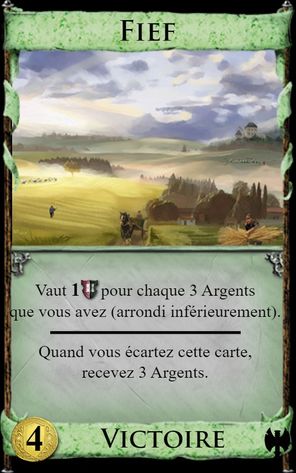 FIEF
Vaut 1 pour chaque 3 Argents
que vous avez (arrondi inférieurement).
Quand vous écartez cette carte,
recevez 3 Argents.
4 VICTOIRE